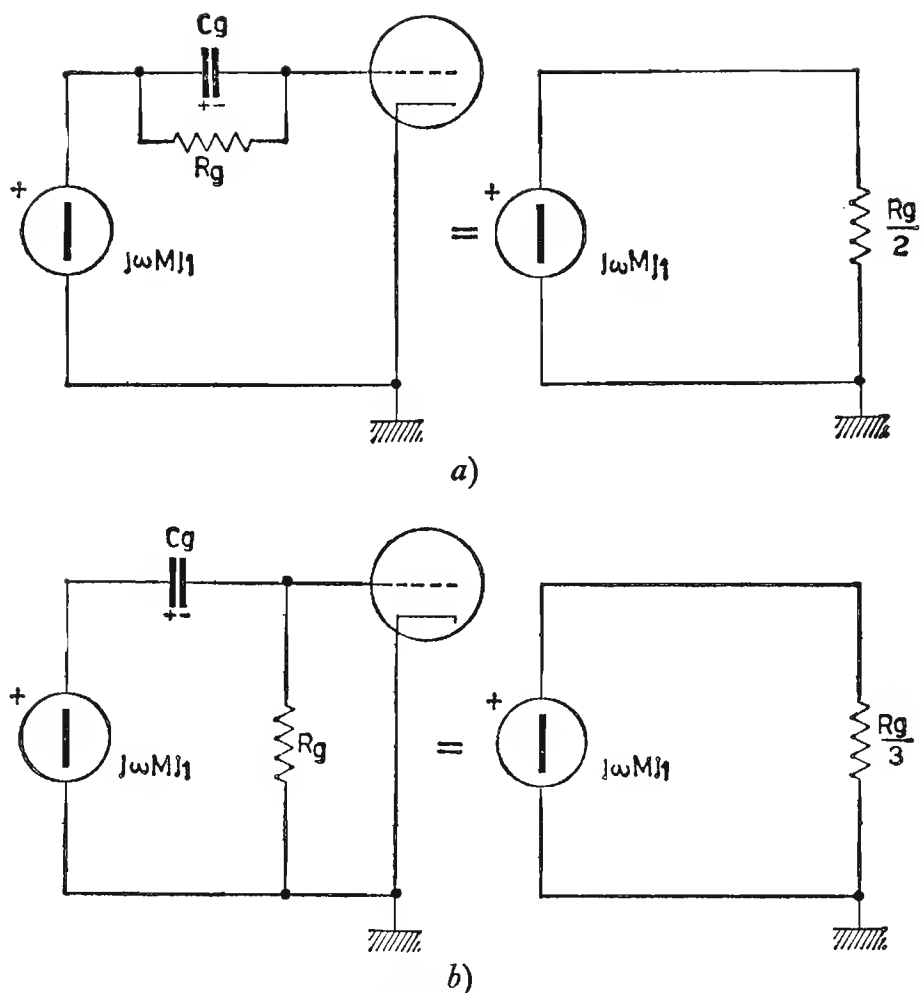 Cg
+ -
Rg
+
jωMJ1
=
+
jωMJ1
Rg
2
a)
Cg
+ -
Rg
+
jωMJ1
=
+
jωMJ1
Rg
3
b)